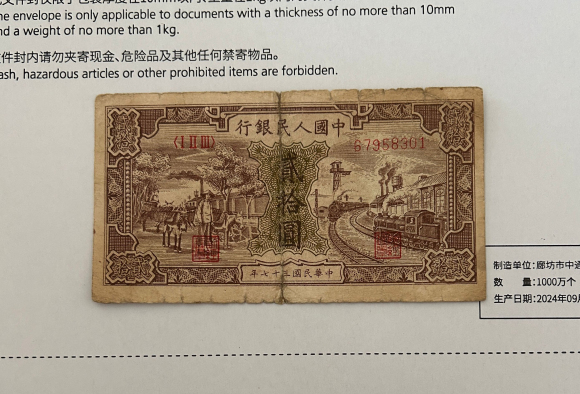 he envelope is only applicable to documents with a thickness of no more than 10mm
nd a weight of no more than 1kg.
文件封内请勿夹寄现金、危险品及其他任何禁寄物品。
ash, hazardous articles or other prohibited items are forbidden.
行銀民人國中
(I II III)
67958301
貳拾圓
年七十三國民華中
制造单位:廊坊市中
数 量:1000万个
生产日期:2024年09